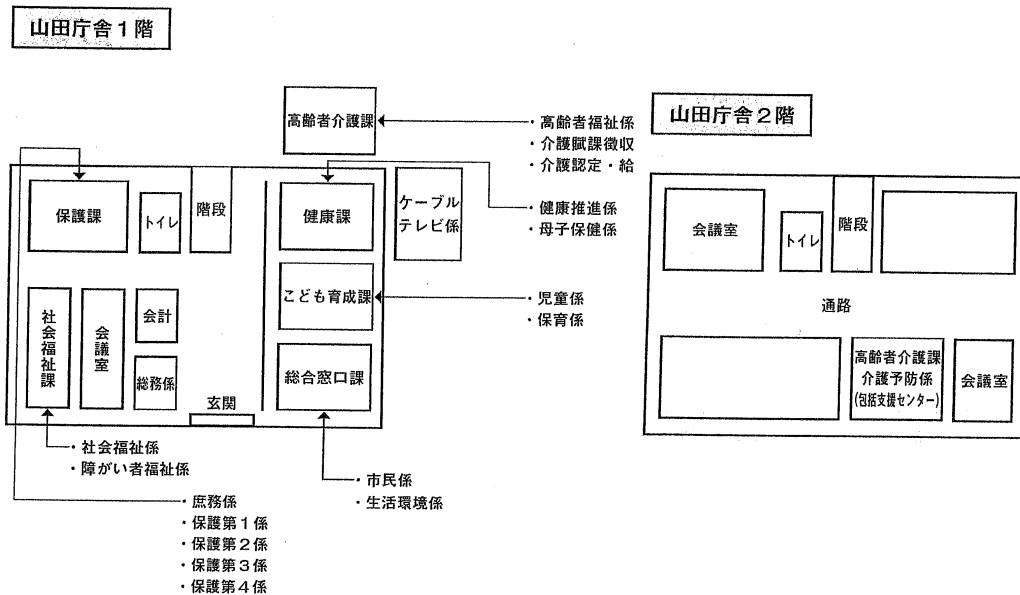 山田庁舎１階
高齢者介護課
・高齢者福祉係
・介護賦課徴収
・介護認定・給
保護課
トイレ
階段
健康課
ケーブル
テレビ係
・健康推進係
・母子保健係
社会福祉課
会議室
会計
総務係
こども育成課
・児童係
・保育係
総合窓口課
玄関
・社会福祉係
・障がい者福祉係
・市民係
・生活環境係
・庶務係
・保護第１係
・保護第２係
・保護第３係
・保護第４係
山田庁舎２階
会議室
トイレ
階段
通路
高齢者介護課
介護予防係
(包括支援センター)
会議室